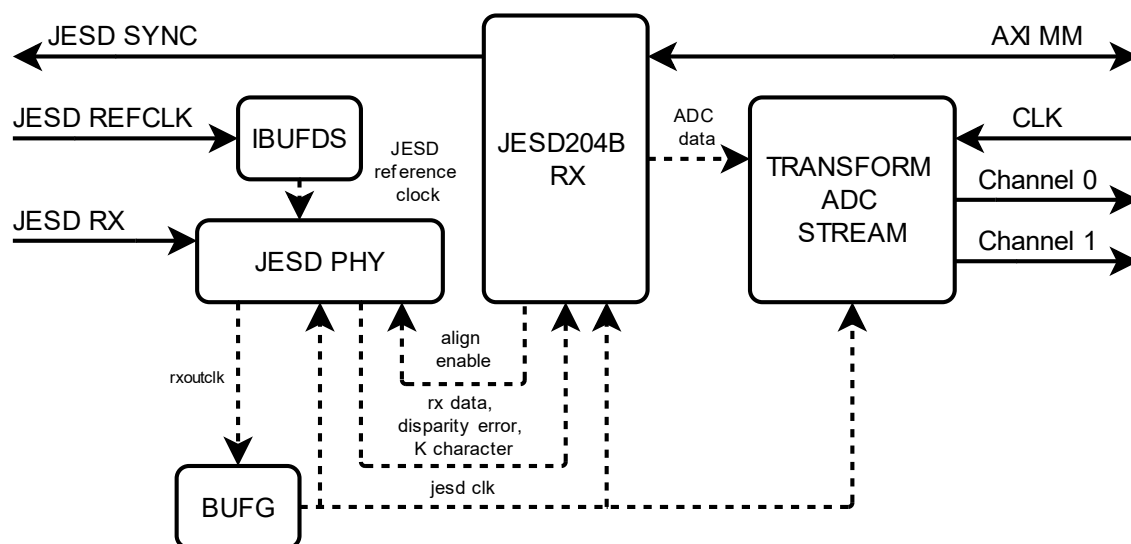 JESD SYNC
AXI MM
JESD REFCLK
IBUFDS
JESD
reference
clock
JESD204B
RX
ADC
data
CLK
TRANSFORM
ADC
STREAM
Channel 0
Channel 1
JESD RX
JESD PHY
align
enable
rxoutclk
rx data,
disparity error,
K character
jesd clk
BUFG